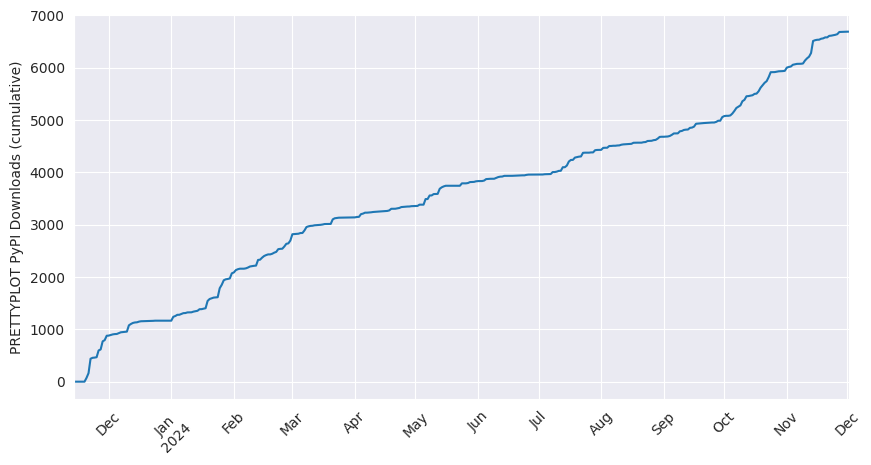 PRETTYPLOT PyPI Downloads (cumulative)
7000
6000
5000
4000
3000
2000
1000
0
Dec
Jan
2024
Feb
Mar
Apr
May
Jun
Jul
Aug
Sep
Oct
Nov
Dec